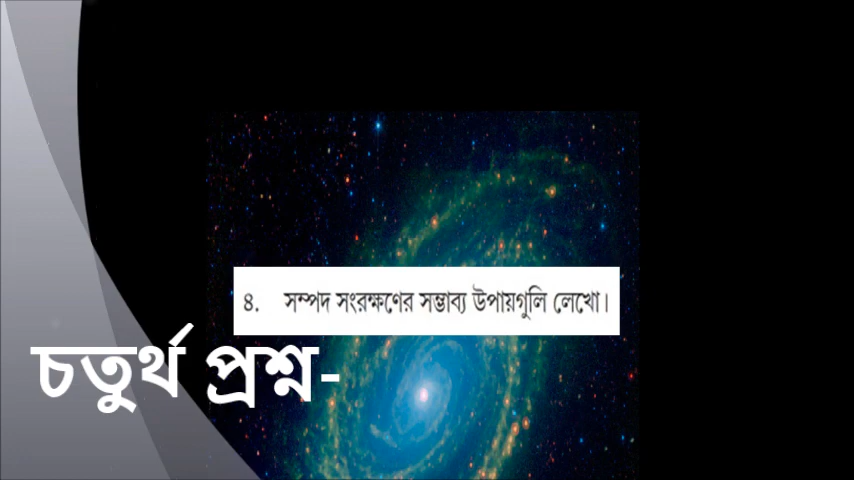 ৪. সম্পদ সংরক্ষণের সম্ভাব্য উপায়গুলি লেখো।
চতুর্থ প্রশ্ন-